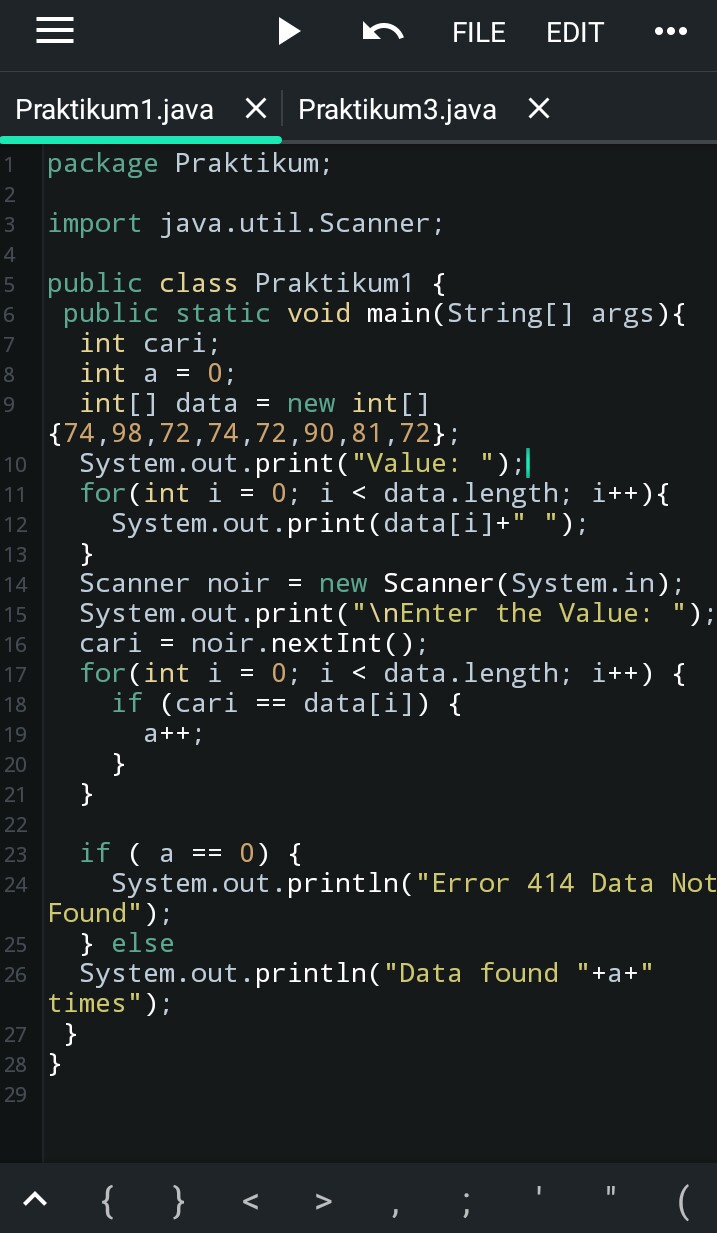 FILE EDIT
Praktikum1.java Praktikum3.java
1 package Praktikum;
2
3 import java.util.Scanner;
4
5 public class Praktikum1 {
6  public static void main(String[] args){
7   int cari;
8   int a = 0;
9   int[] data = new int[]
{74,98,72,74,72,90,81,72};
10   System.out.print("Value: ");
11   for(int i = 0; i < data.length; i++){
12     System.out.print(data[i]+" ");
13   }
14   Scanner noir = new Scanner(System.in);
15   System.out.print("\nEnter the Value: ");
16   cari = noir.nextInt();
17   for(int i = 0; i < data.length; i++) {
18     if (cari == data[i]) {
19       a++;
20     }
21   }
22
23   if ( a == 0) {
24     System.out.println("Error 414 Data Not
Found");
25   } else
26   System.out.println("Data found "+a+"
times");
27  }
28 }
29
{ } < > , ; ' " (